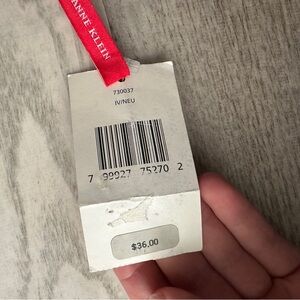 ANNE KLEIN
730037
IV/NEU
7 99927 75270 2
$36.00